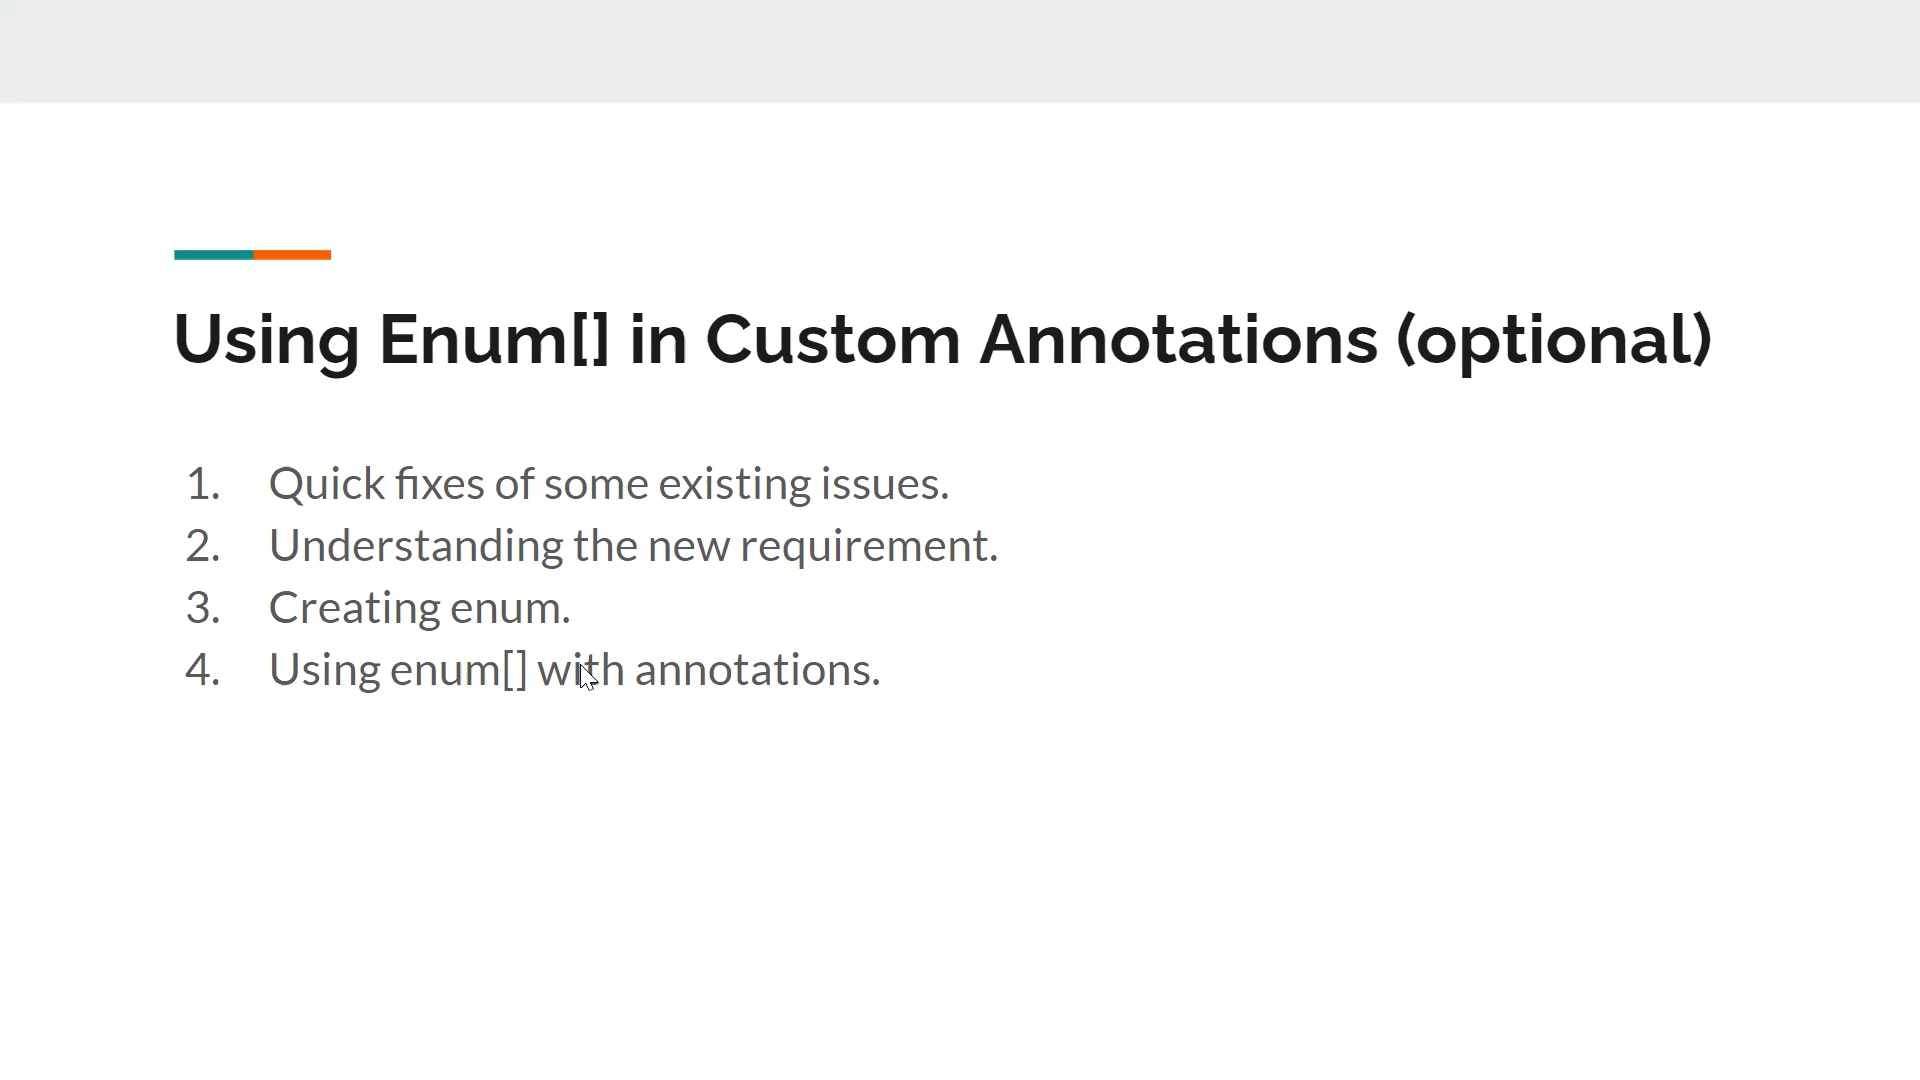 Using Enum[] in Custom Annotations (optional)
1. Quick fixes of some existing issues.
2. Understanding the new requirement.
3. Creating enum.
4. Using enum[] with annotations.